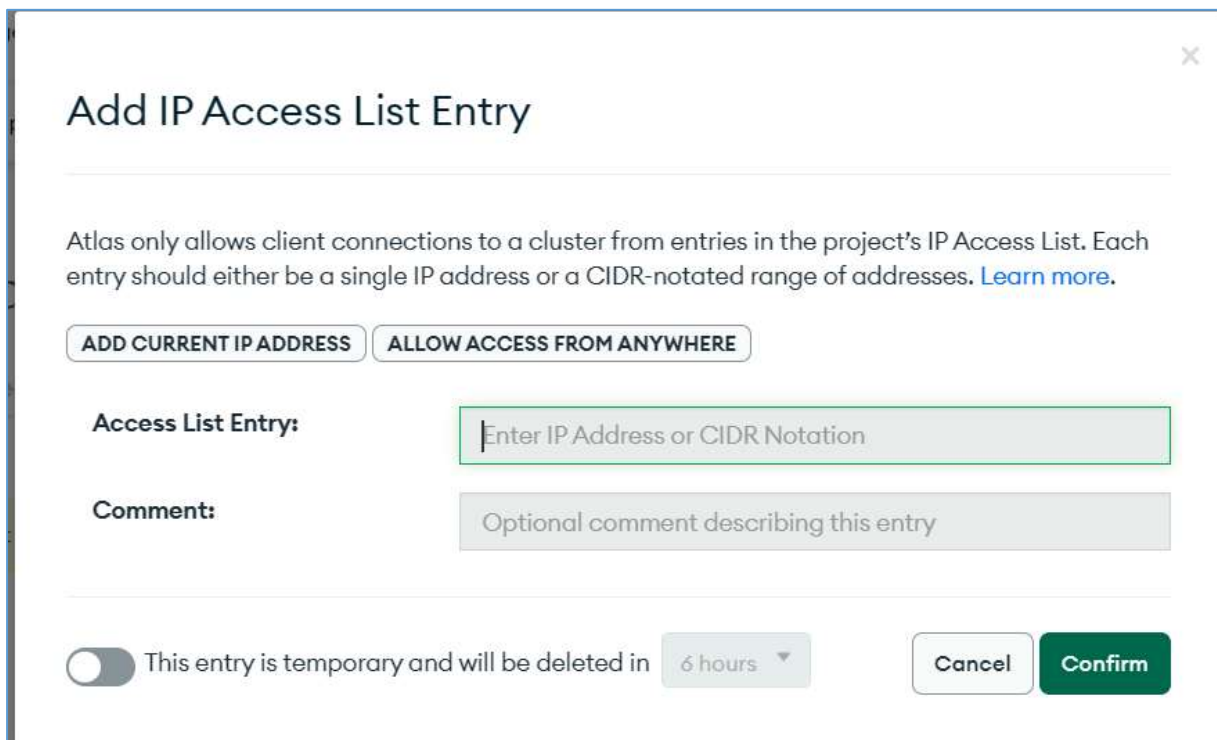 ×
Add IP Access List Entry
Atlas only allows client connections to a cluster from entries in the project's IP Access List. Each
entry should either be a single IP address or a CIDR-notated range of addresses. Learn more.
ADD CURRENT IP ADDRESS ALLOW ACCESS FROM ANYWHERE
Access List Entry: Enter IP Address or CIDR Notation
Comment: Optional comment describing this entry
This entry is temporary and will be deleted in 6 hours Cancel Confirm